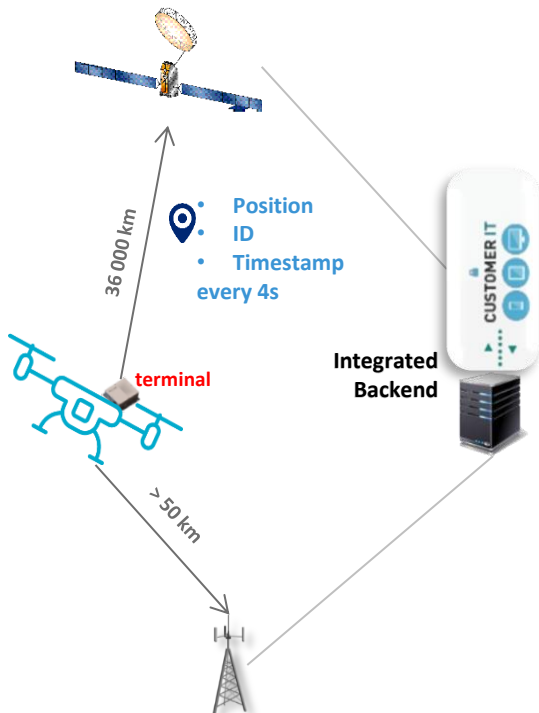 36 000 km
• Position
• ID
• Timestamp
every 4s
CUSTOMER IT
terminal
Integrated
Backend
> 50 km